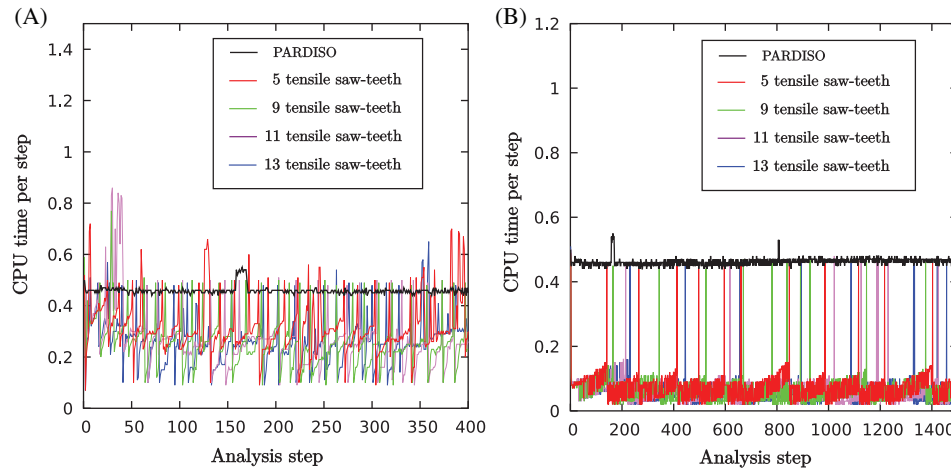 (A)
CPU time per step
1.4
1.2
1
0.8
0.6
0.4
0.2
0
PARDISO
5 tensile saw-teeth
9 tensile saw-teeth
11 tensile saw-teeth
13 tensile saw-teeth
0 50 100 150 200 250 300 350 400
Analysis step
(B)
CPU time per step
1.2
1
0.8
0.6
0.4
0.2
0
PARDISO
5 tensile saw-teeth
9 tensile saw-teeth
11 tensile saw-teeth
13 tensile saw-teeth
0 200 400 600 800 1000 1200 1400
Analysis step